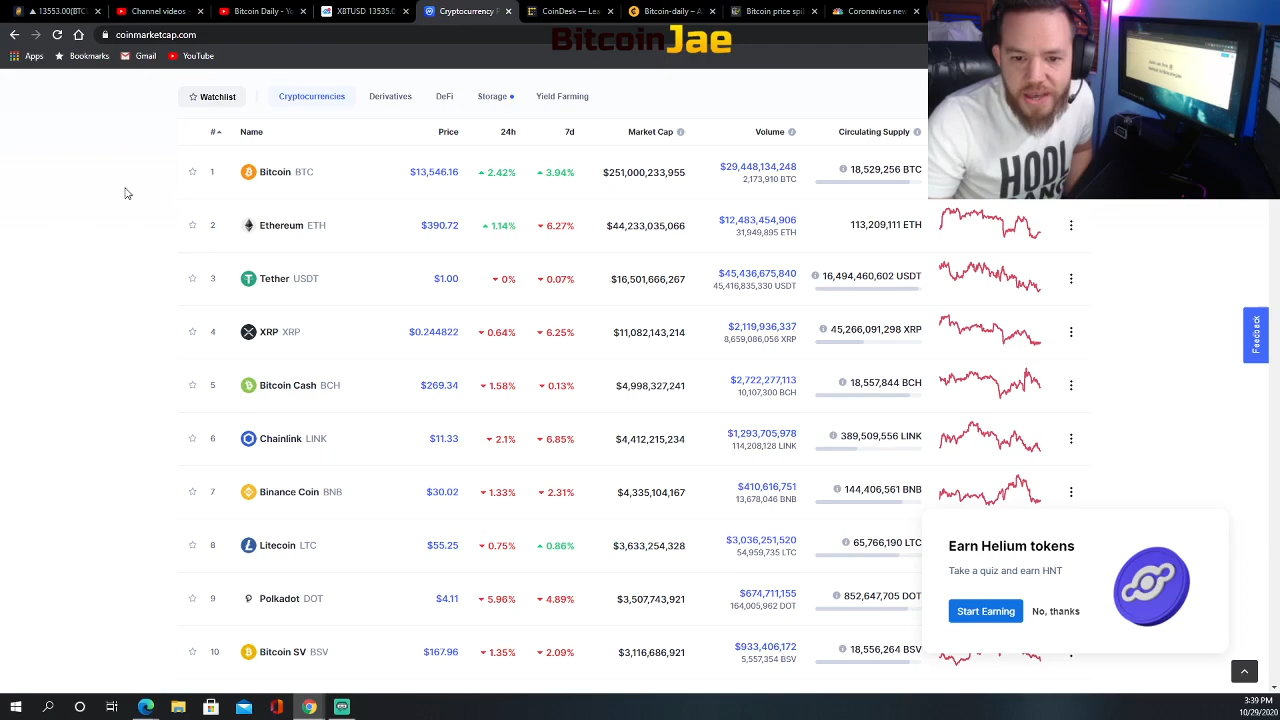 13553.00(BTC)
Channel videos -
Bitcoin Daily - Yo
XBTUSD 13535.0
Cryptocurrency P
CoinDesk — Lea
Bitcoin-daily – A
Bitcoin price spil
Coronavirus new
coinmarketcap.com
BitcoinJae
Apps Bookmarks Gmail YouTube
Watchlist Cryptocurrencies Derivatives DeFi Storage Yield Farming
# Name Price 24h 7d Market Cap Volume Circulating Supply
1 Bitcoin BTC $13,546.16 2.42% 3.94% $251,000,233,955 $29,448,134,248 18,529,256 BTC
2,173,910 BTC
2 Ethereum ETH $390.72 1.14% 6.27% $44,233,035,066 $12,483,454,906 113,209,111 ETH
31,949,895 ETH
3 Tether USDT $1.00 0% 0.07% $16,501,666,267 $45,436,675,840 16,494,460,602 USDT
45,416,835,330 USDT
4 XRP XRP $0.244822 0.64% 6.25% $11,082,143,214 $2,119,936,337 45,266,091,298 XRP
8,659,086,056 XRP
5 Bitcoin Cash BCH $269.34 1.58% 0.13% $4,998,327,241 $2,722,277,113 18,557,844 BCH
10,107,300 BCH
6 Chainlink LINK $11.33 2.1% 6.85% $4,412,215,234 $1,293,705,978 389,509,556 LINK
114,208,128 LINK
7 Binance Coin BNB $30.02 1.33% 2.31% $4,335,104,167 $410,616,751 144,406,561 BNB
13,678,046 BNB
8 Litecoin LTC $55.25 0.75% 0.86% $3,633,254,328 $3,036,251,520 65,766,190 LTC
54,959,735 LTC
9 Polkadot DOT $4.11 5.96% 4.89% $3,507,743,921 $674,711,155 852,647,705 DOT
164,005,962 DOT
10 Bitcoin SV BSV $167.96 1.35% 2.09% $3,116,686,921 $933,406,172 18,556,264 BSV
5,557,354 BSV
HODL
GANG
Feedback
Earn Helium tokens
Take a quiz and earn HNT
Start Earning No, thanks
3:39 PM
10/29/2020